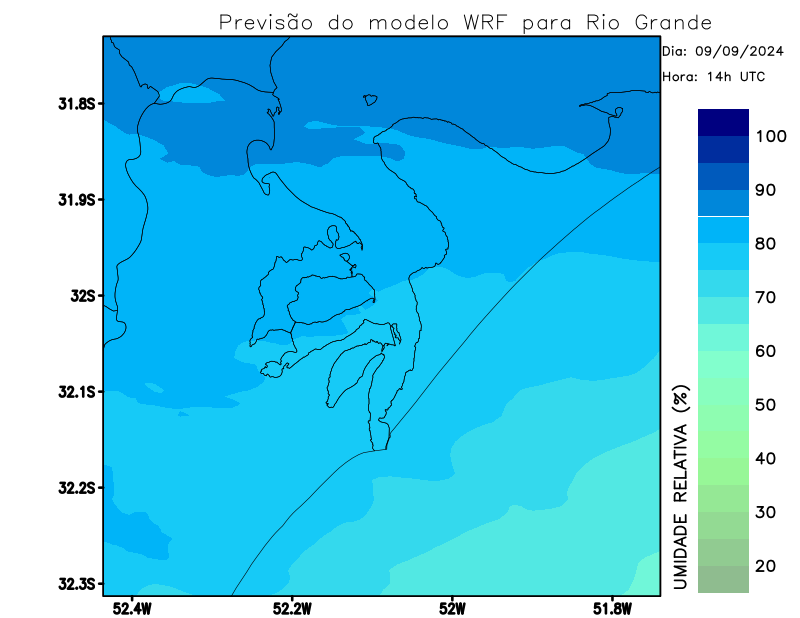 Previsão do modelo WRF para Rio Grande
Dia: 09/09/2024
Hora: 14h UTC
31.8S
31.9S
32S
32.1S
32.2S
32.3S
52.4W
52.2W
52W
51.8W
100
90
80
70
60
50
40
30
20
UMIDADE RELATIVA (%)